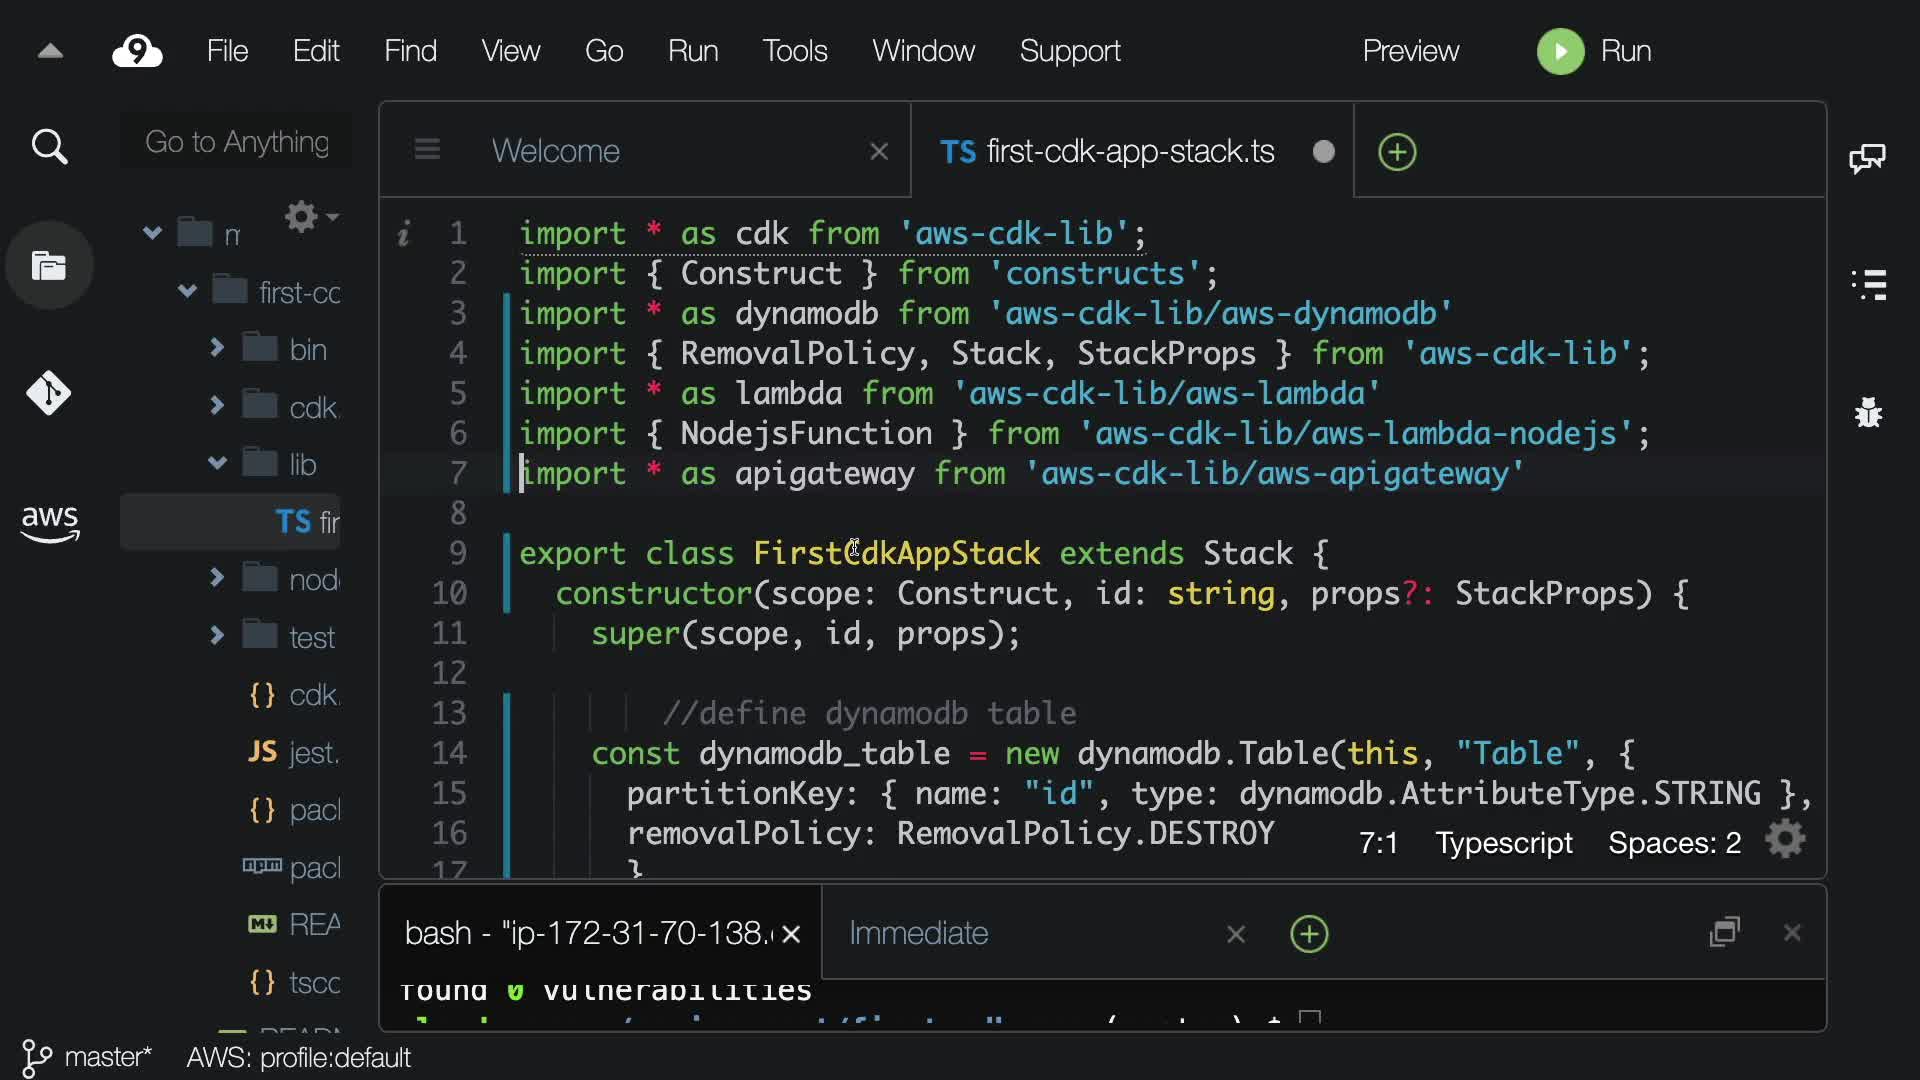 9 File Edit Find View Go Run Tools Window Support Preview Run
Go to Anything
Welcome TS first-cdk-app-stack.ts
m
first-cc
bin
cdk.
lib
TS fir
nod
test
cdk.
JS jest.
pacl
pacl
REA
tscc
aws
i 1 import * as cdk from 'aws-cdk-lib';
2 import { Construct } from 'constructs';
3 import * as dynamodb from 'aws-cdk-lib/aws-dynamodb'
4 import { RemovalPolicy, Stack, StackProps } from 'aws-cdk-lib';
5 import * as lambda from 'aws-cdk-lib/aws-lambda'
6 import { NodejsFunction } from 'aws-cdk-lib/aws-lambda-nodejs';
7 import * as apigateway from 'aws-cdk-lib/aws-apigateway'
8
9 export class FirstCdkAppStack extends Stack {
10 constructor(scope: Construct, id: string, props?: StackProps) {
11 super(scope, id, props);
12
13 //define dynamodb table
14 const dynamodb_table = new dynamodb.Table(this, "Table", {
15 partitionKey: { name: "id", type: dynamodb.AttributeType.STRING },
16 removalPolicy: RemovalPolicy.DESTROY
17 }
7:1 Typescript Spaces: 2
bash - "ip-172-31-70-138. Immediate
found 0 vulnerabilities
master* AWS: profile:default